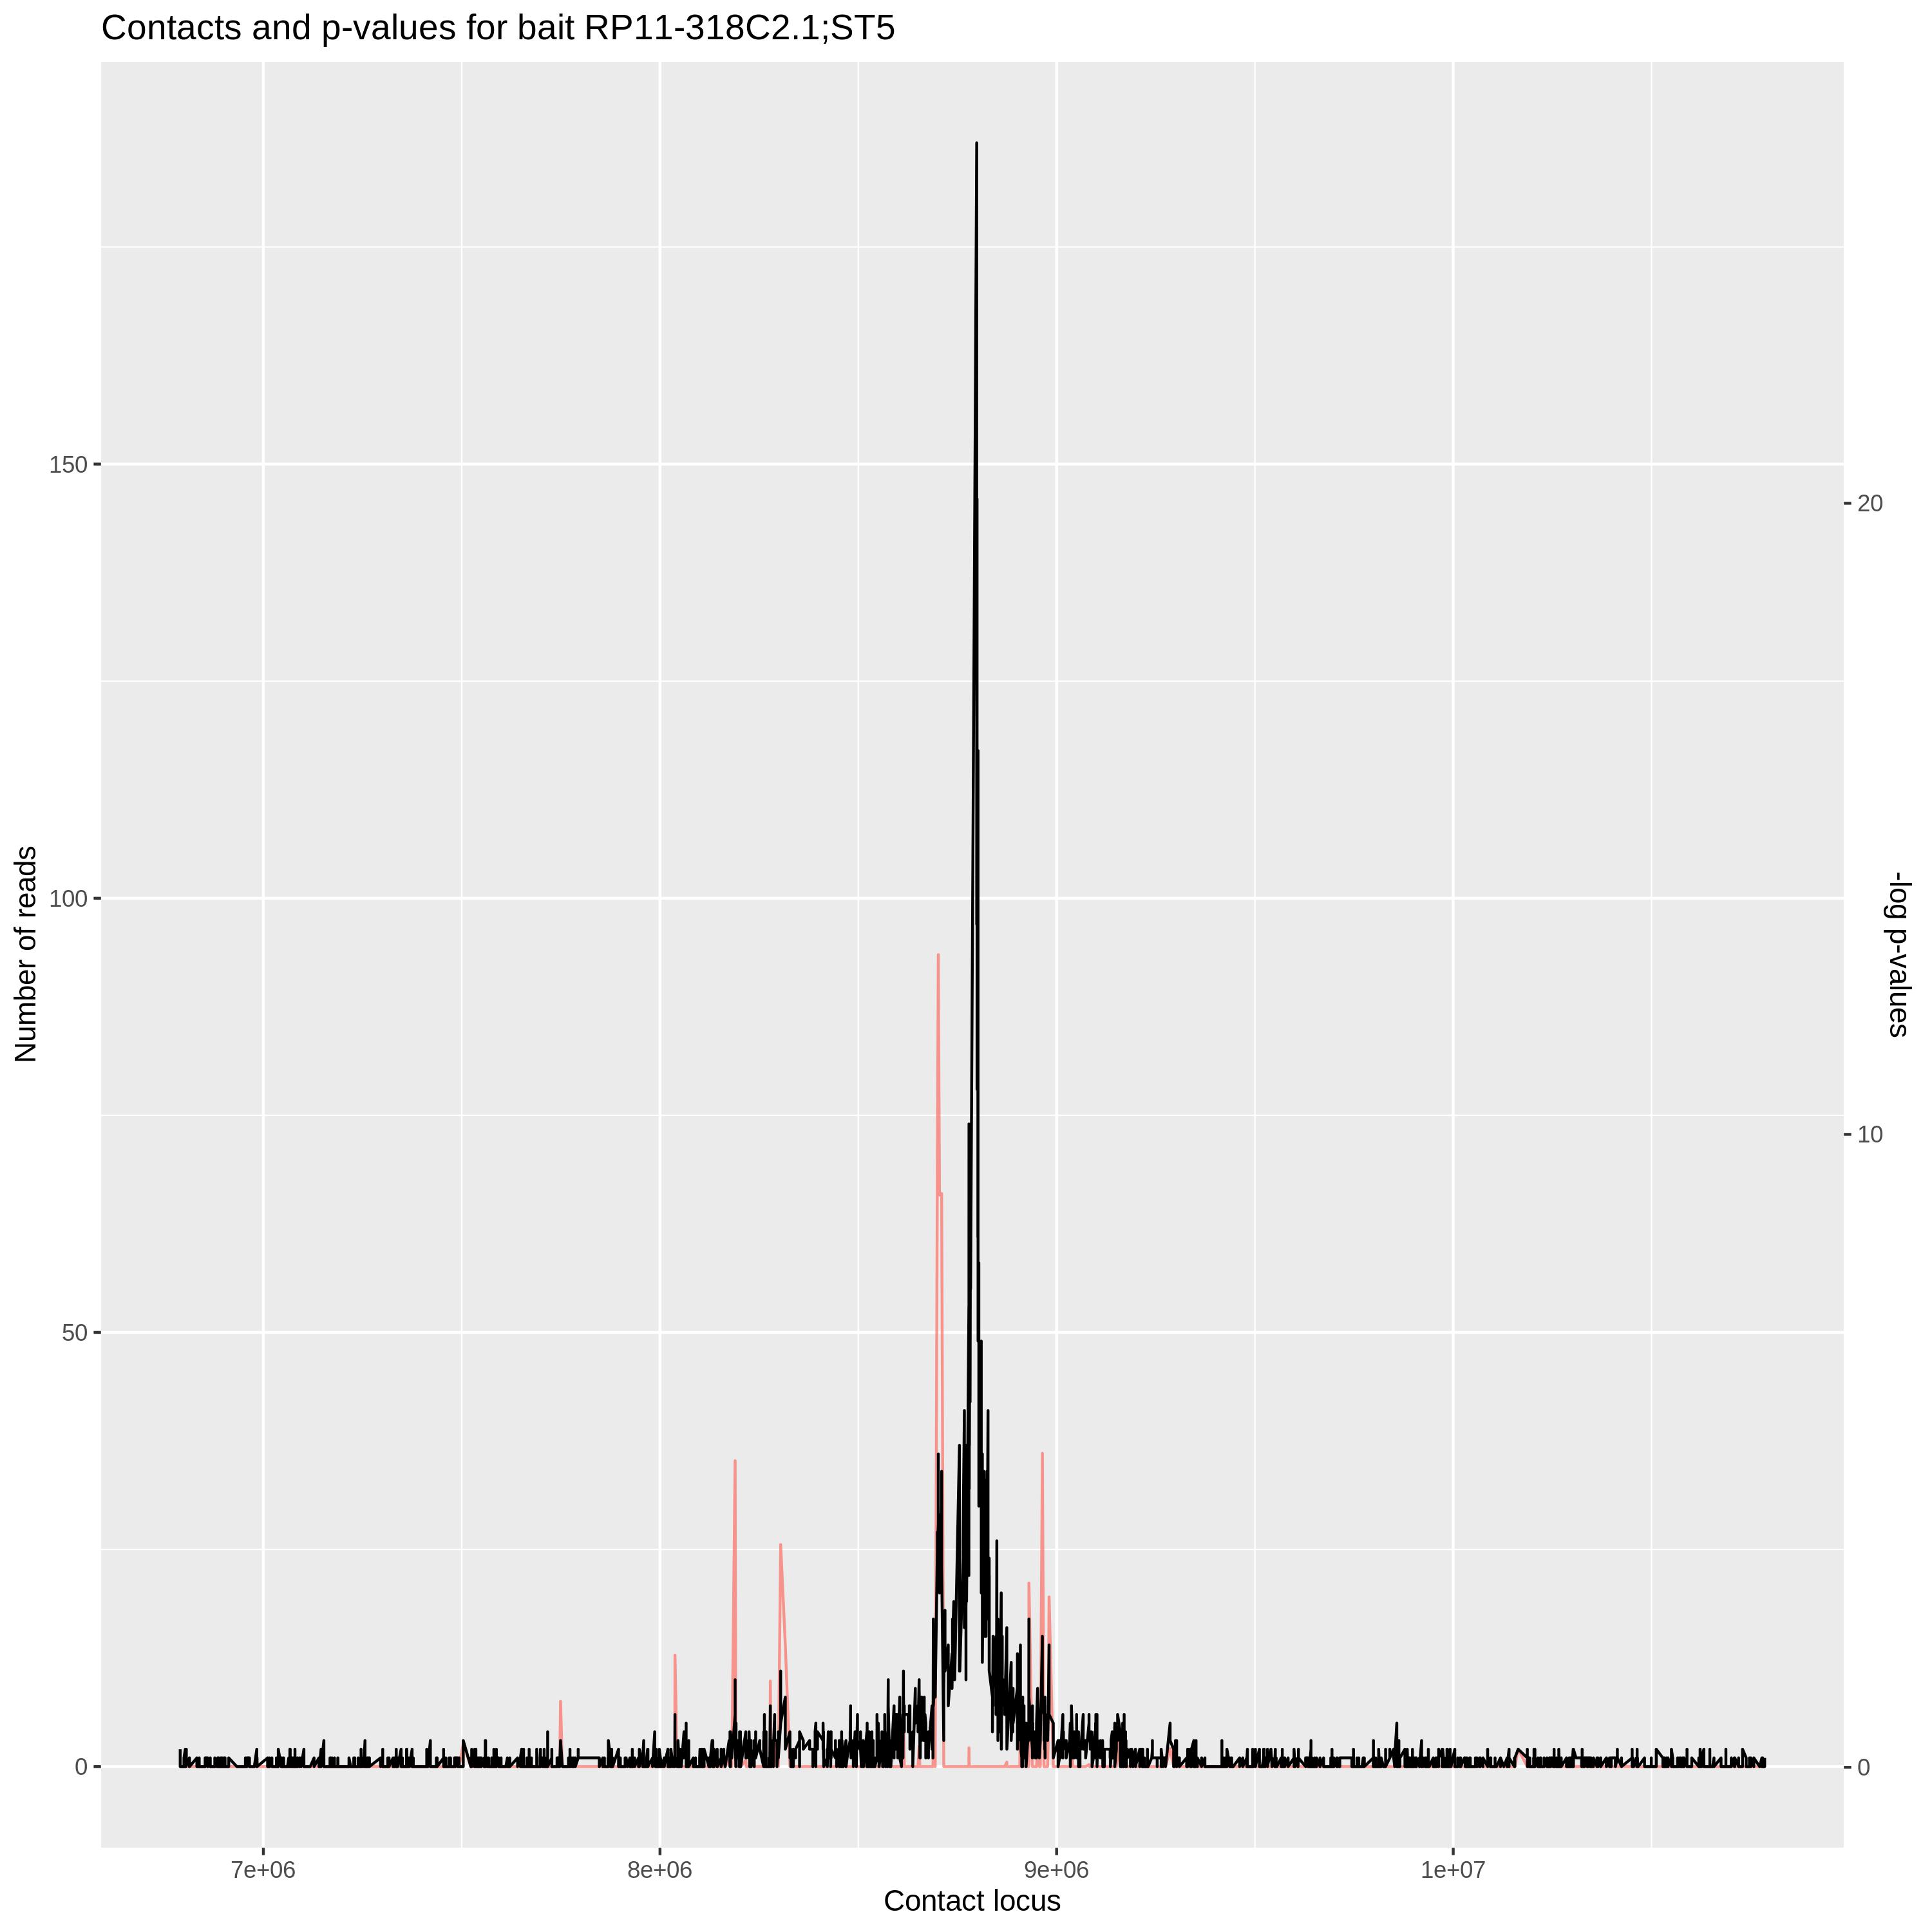 Contacts and p-values for bait RP11-318C2.1;ST5
150
100
50
0
Number of reads
20
10
0
-log p-values
7e+06
8e+06
9e+06
1e+07
Contact locus